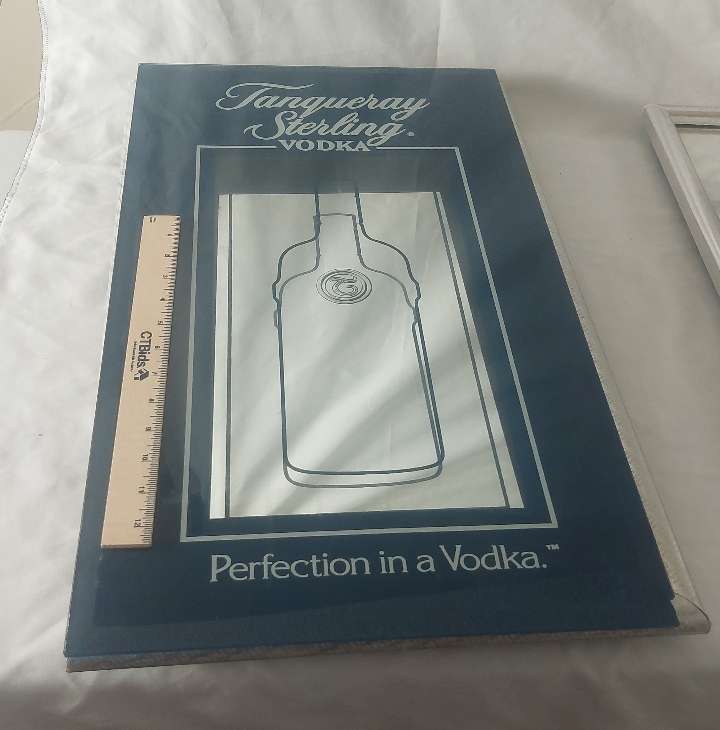 Tanqueray
Sterling®
VODKA
CTBids
Perfection in a Vodka.™